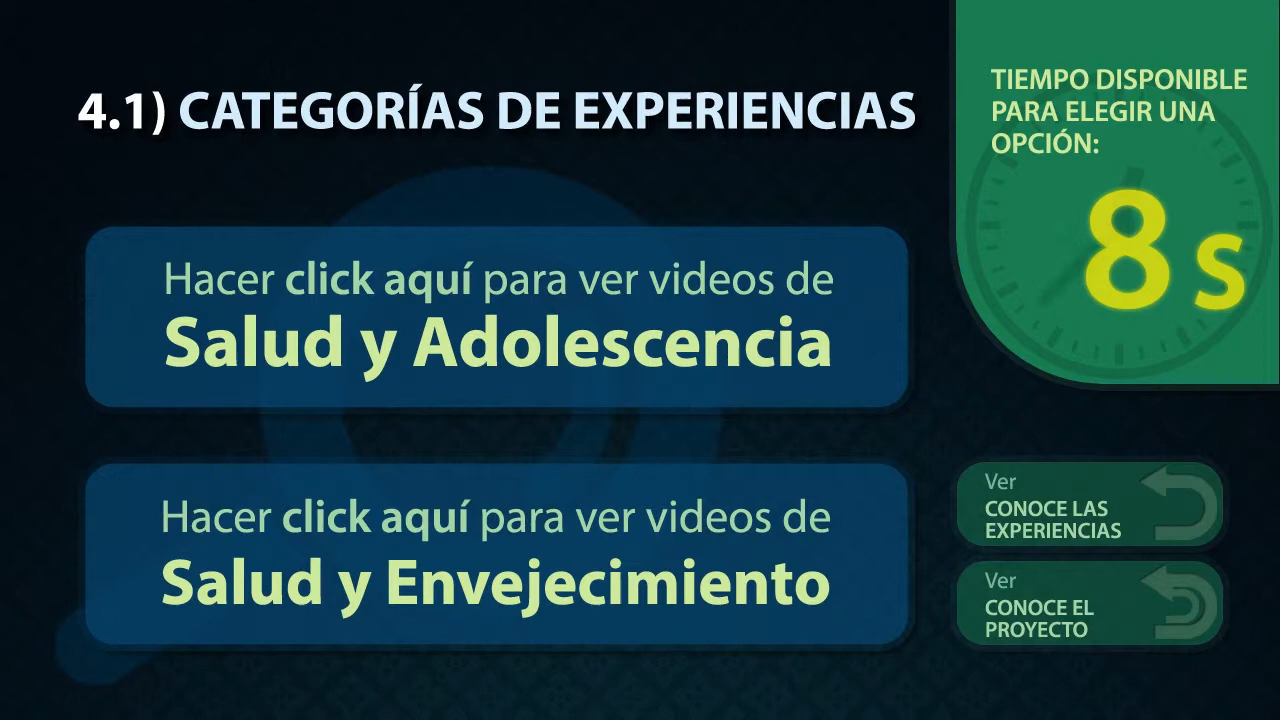 4.1) CATEGORÍAS DE EXPERIENCIAS
TIEMPO DISPONIBLE
PARA ELEGIR UNA
OPCIÓN:
8 s
Hacer click aquí para ver videos de
Salud y Adolescencia
Hacer click aquí para ver videos de
Salud y Envejecimiento
Ver
CONOCE LAS
EXPERIENCIAS
Ver
CONOCE EL
PROYECTO